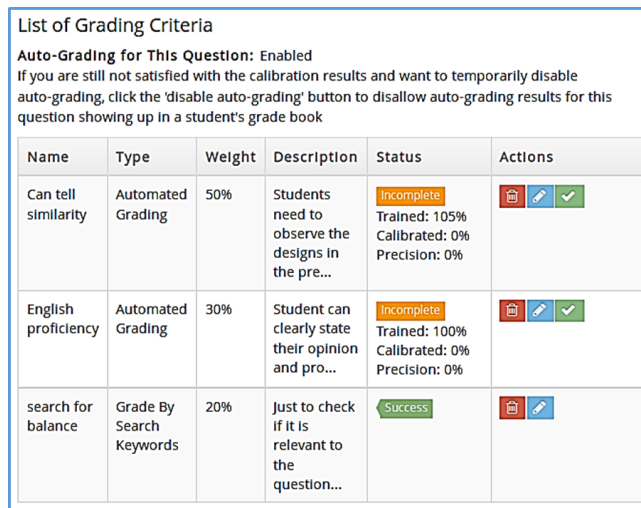 List of Grading Criteria
Auto-Grading for This Question: Enabled
If you are still not satisfied with the calibration results and want to temporarily disable
auto-grading, click the 'disable auto-grading' button to disallow auto-grading results for this
question showing up in a student's grade book
Name Type Weight Description Status Actions
Can tell
similarity
Automated
Grading
50%
Students
need to
observe the
designs in
the pre...
Incomplete
Trained: 105%
Calibrated: 0%
Precision: 0%
English
proficiency
Automated
Grading
30%
Student can
clearly state
their opinion
and pro...
Incomplete
Trained: 100%
Calibrated: 0%
Precision: 0%
search for
balance
Grade By
Search
Keywords
20%
Just to check
if it is
relevant to
the
question...
Success